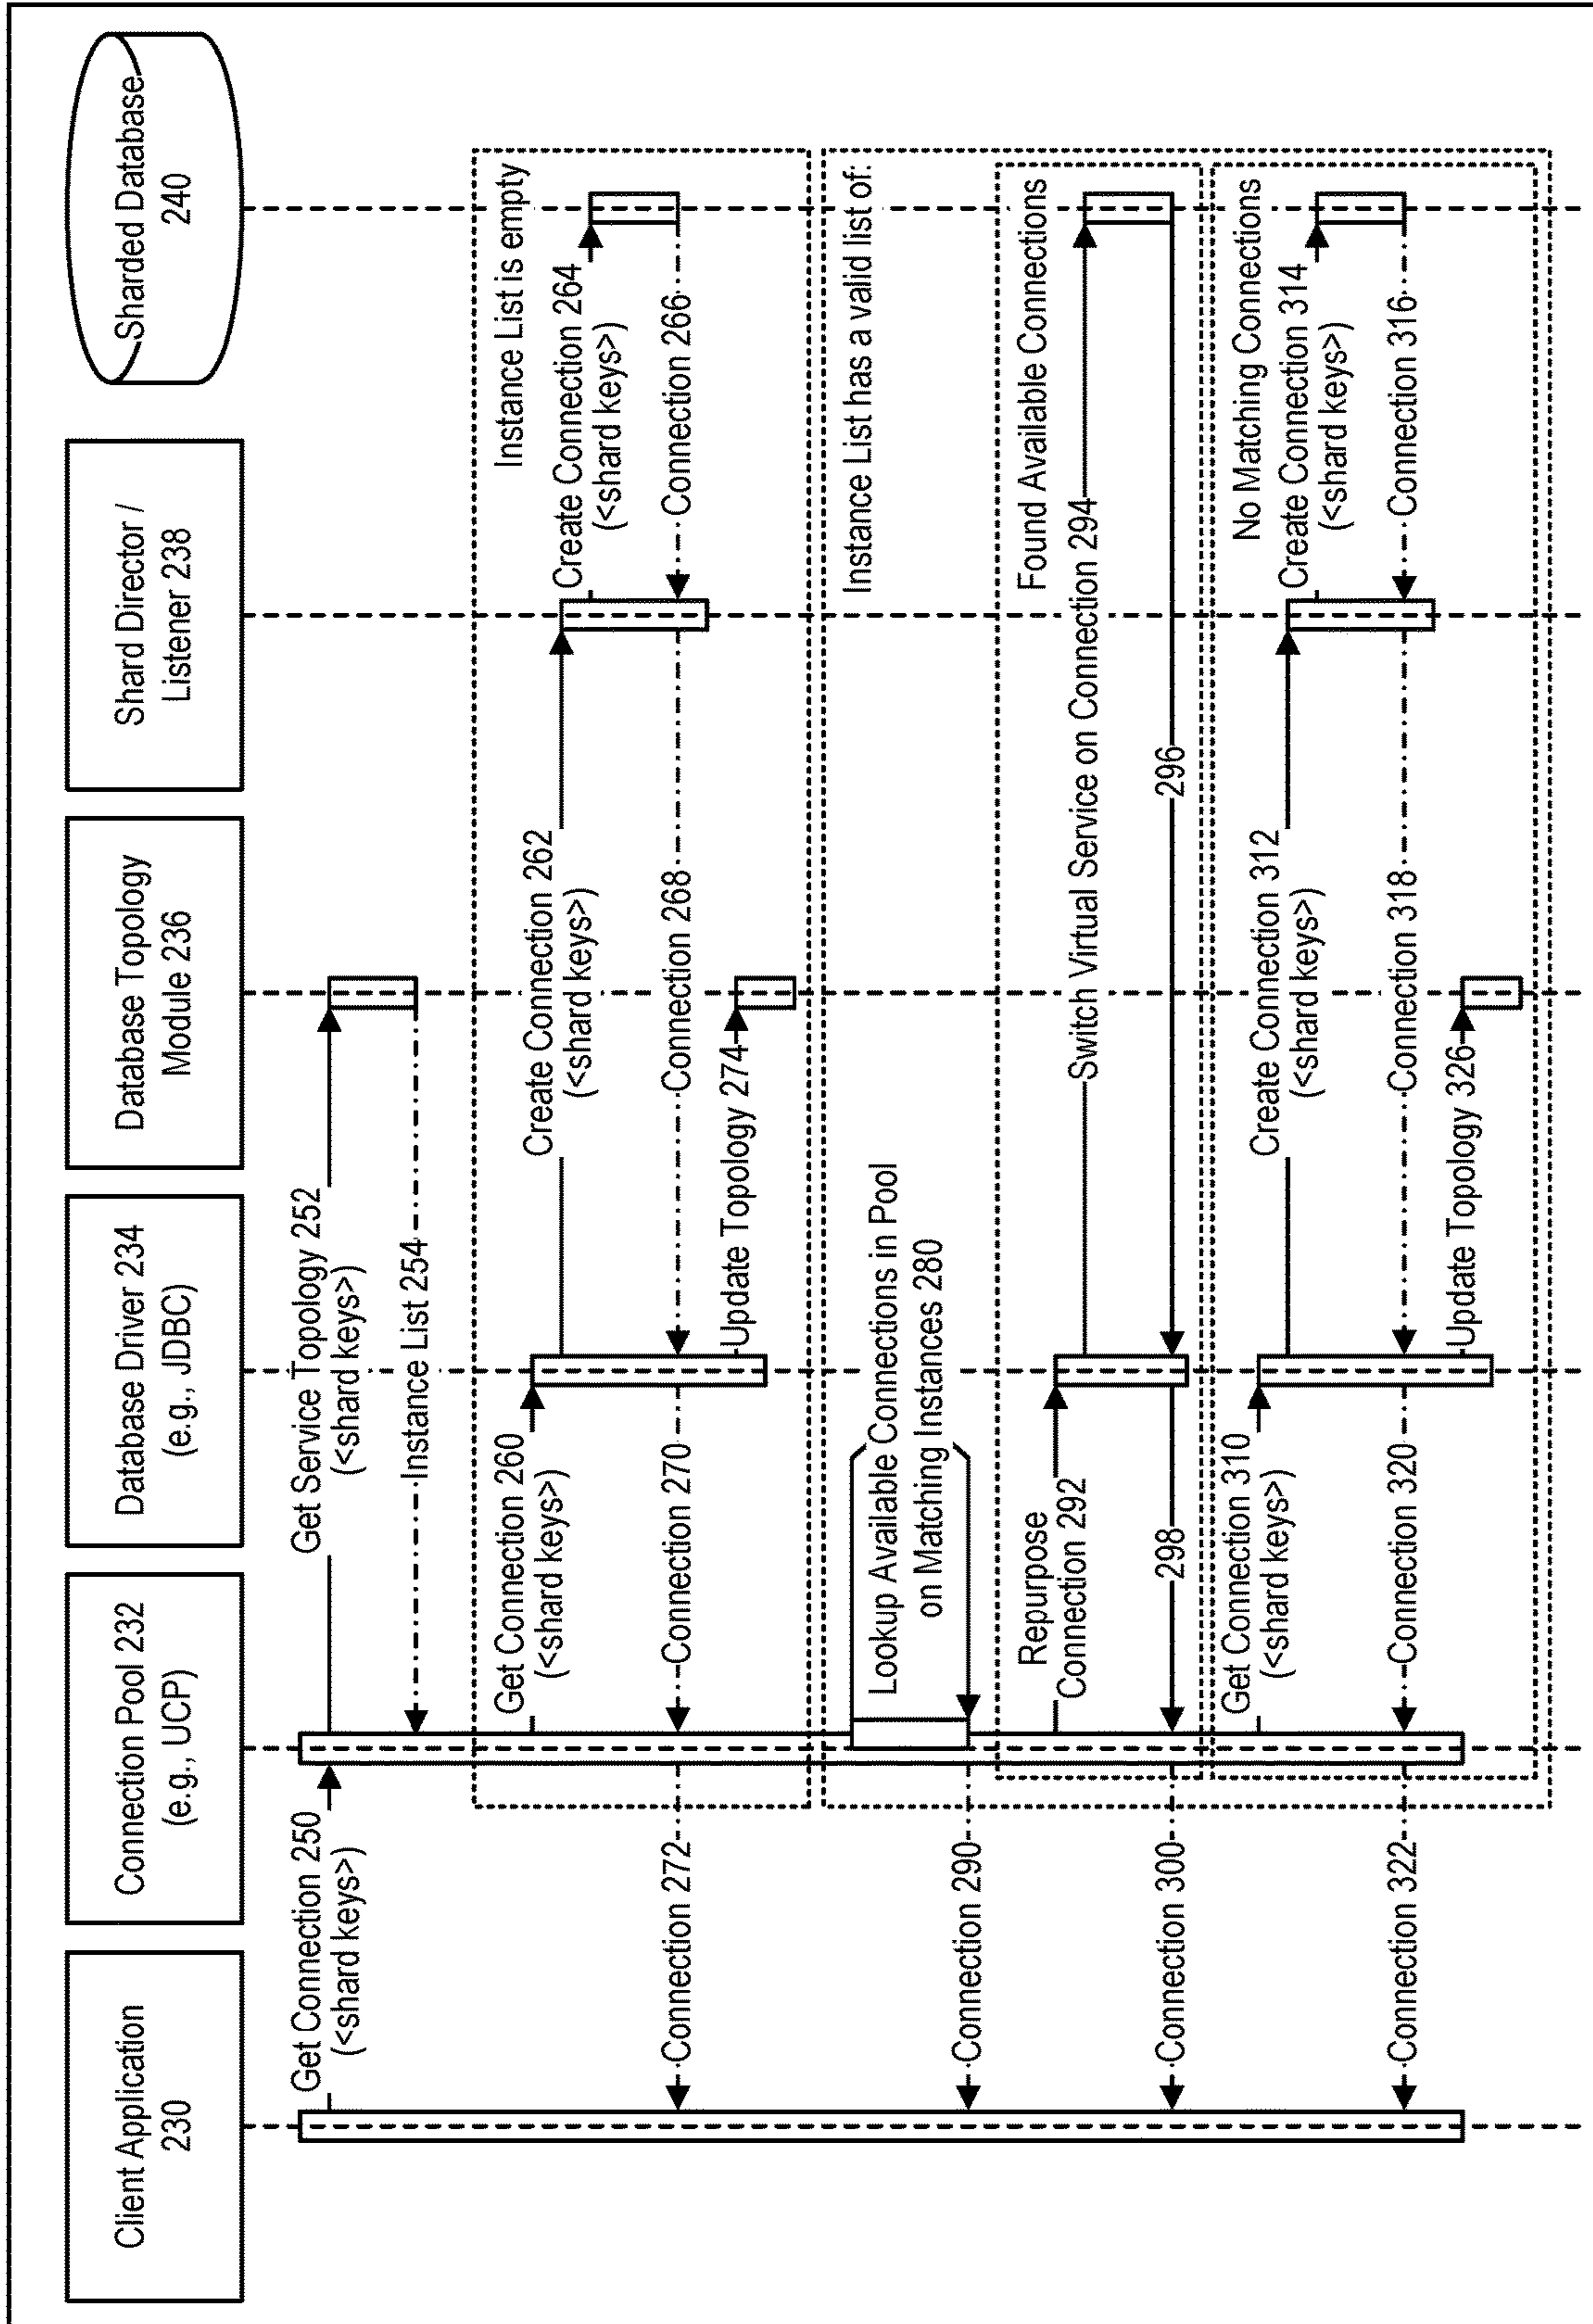 Client Application
230
Connection Pool 232
(e.g., UCP)
Database Driver 234
(e.g., JDBC)
Database Topology
Module 236
Shard Director /
Listener 238
Sharded Database
240
Get Connection 250
(<shard keys>)
Get Service Topology 252
(<shard keys>)
Instance List 254
Instance List is empty
Get Connection 260
(<shard keys>)
Create Connection 262
(<shard keys>)
Create Connection 264
(<shard keys>)
Connection 272
Connection 270
Connection 268
Connection 266
Update Topology 274
Instance List has a valid list of:
Lookup Available Connections in Pool
on Matching Instances 280
Connection 290
Found Available Connections
Repurpose
Connection 292
Switch Virtual Service on Connection 294
Connection 300
298
296
No Matching Connections
Get Connection 310
(<shard keys>)
Create Connection 312
(<shard keys>)
Create Connection 314
(<shard keys>)
Connection 322
Connection 320
Connection 318
Connection 316
Update Topology 326